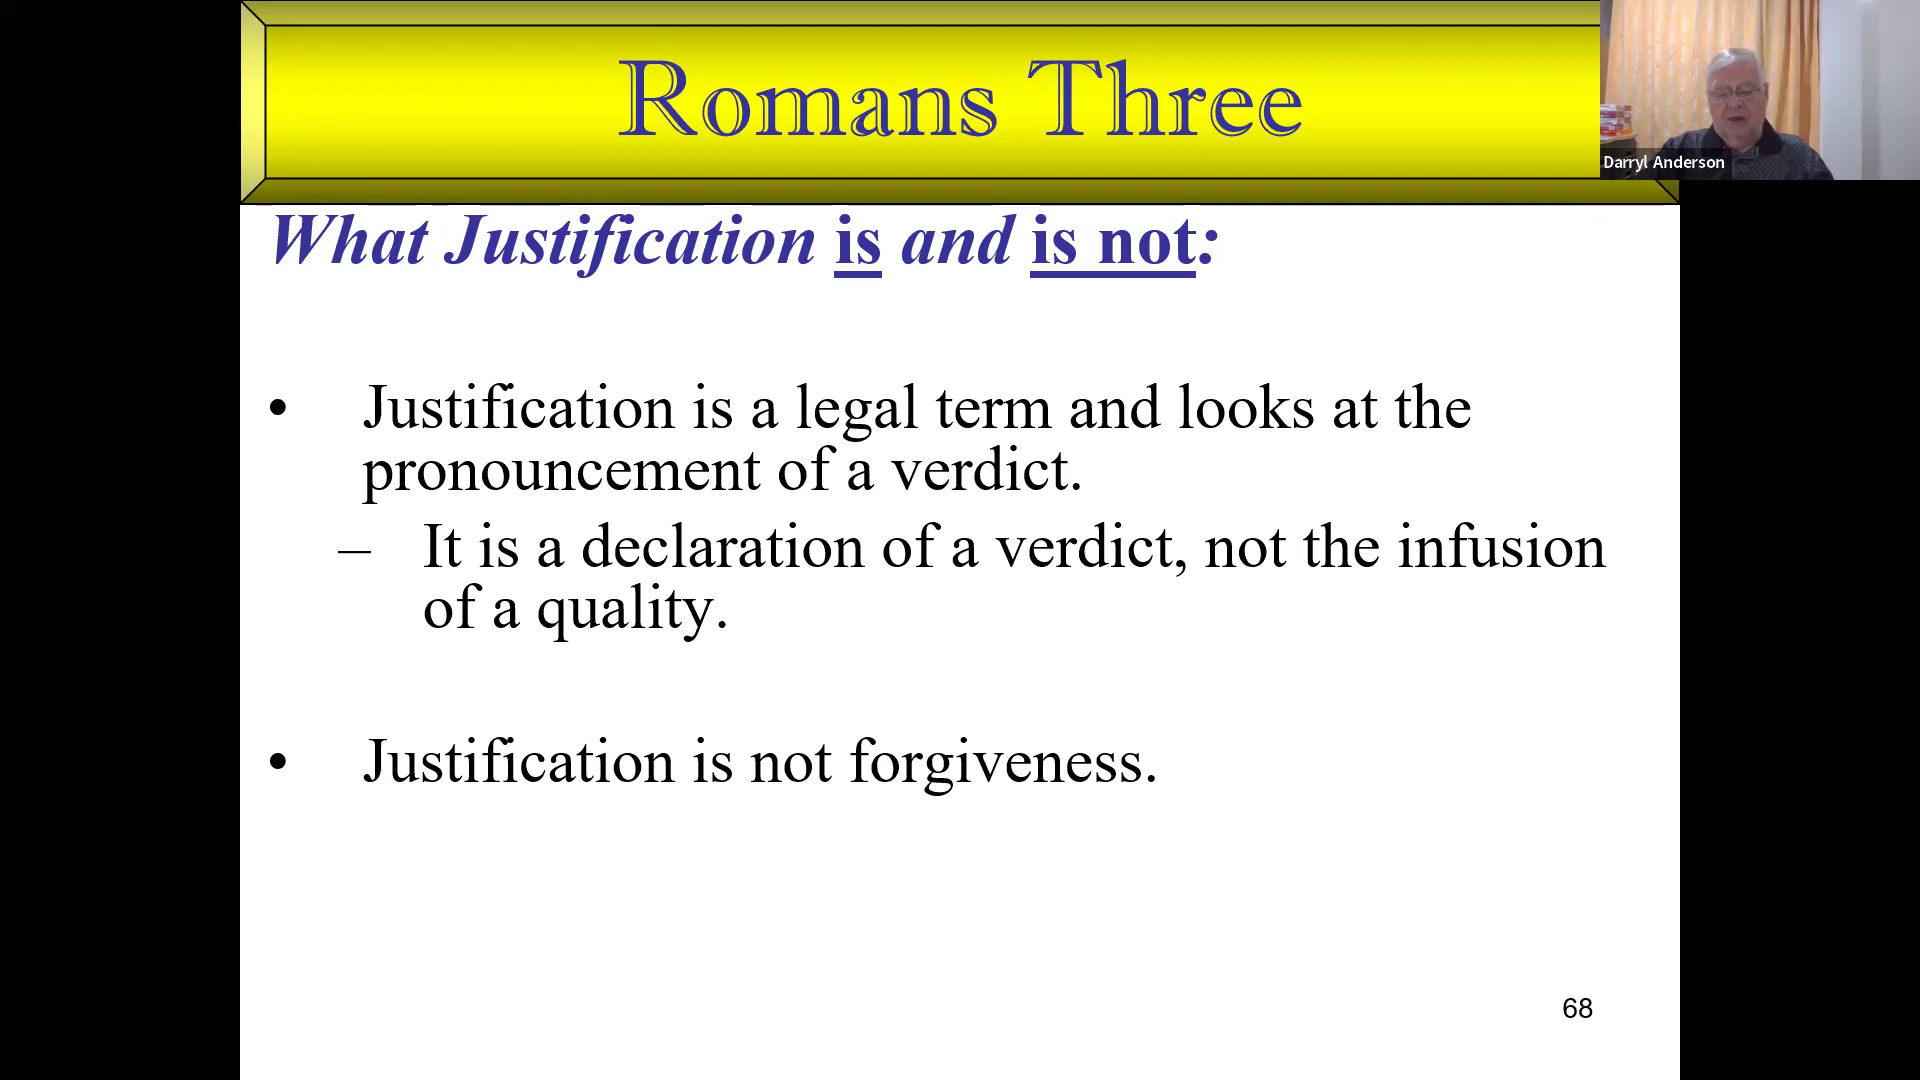 Romans Three
Darryl Anderson
What Justification is and is not:
• Justification is a legal term and looks at the
pronouncement of a verdict.
– It is a declaration of a verdict, not the infusion
of a quality.
• Justification is not forgiveness.
68